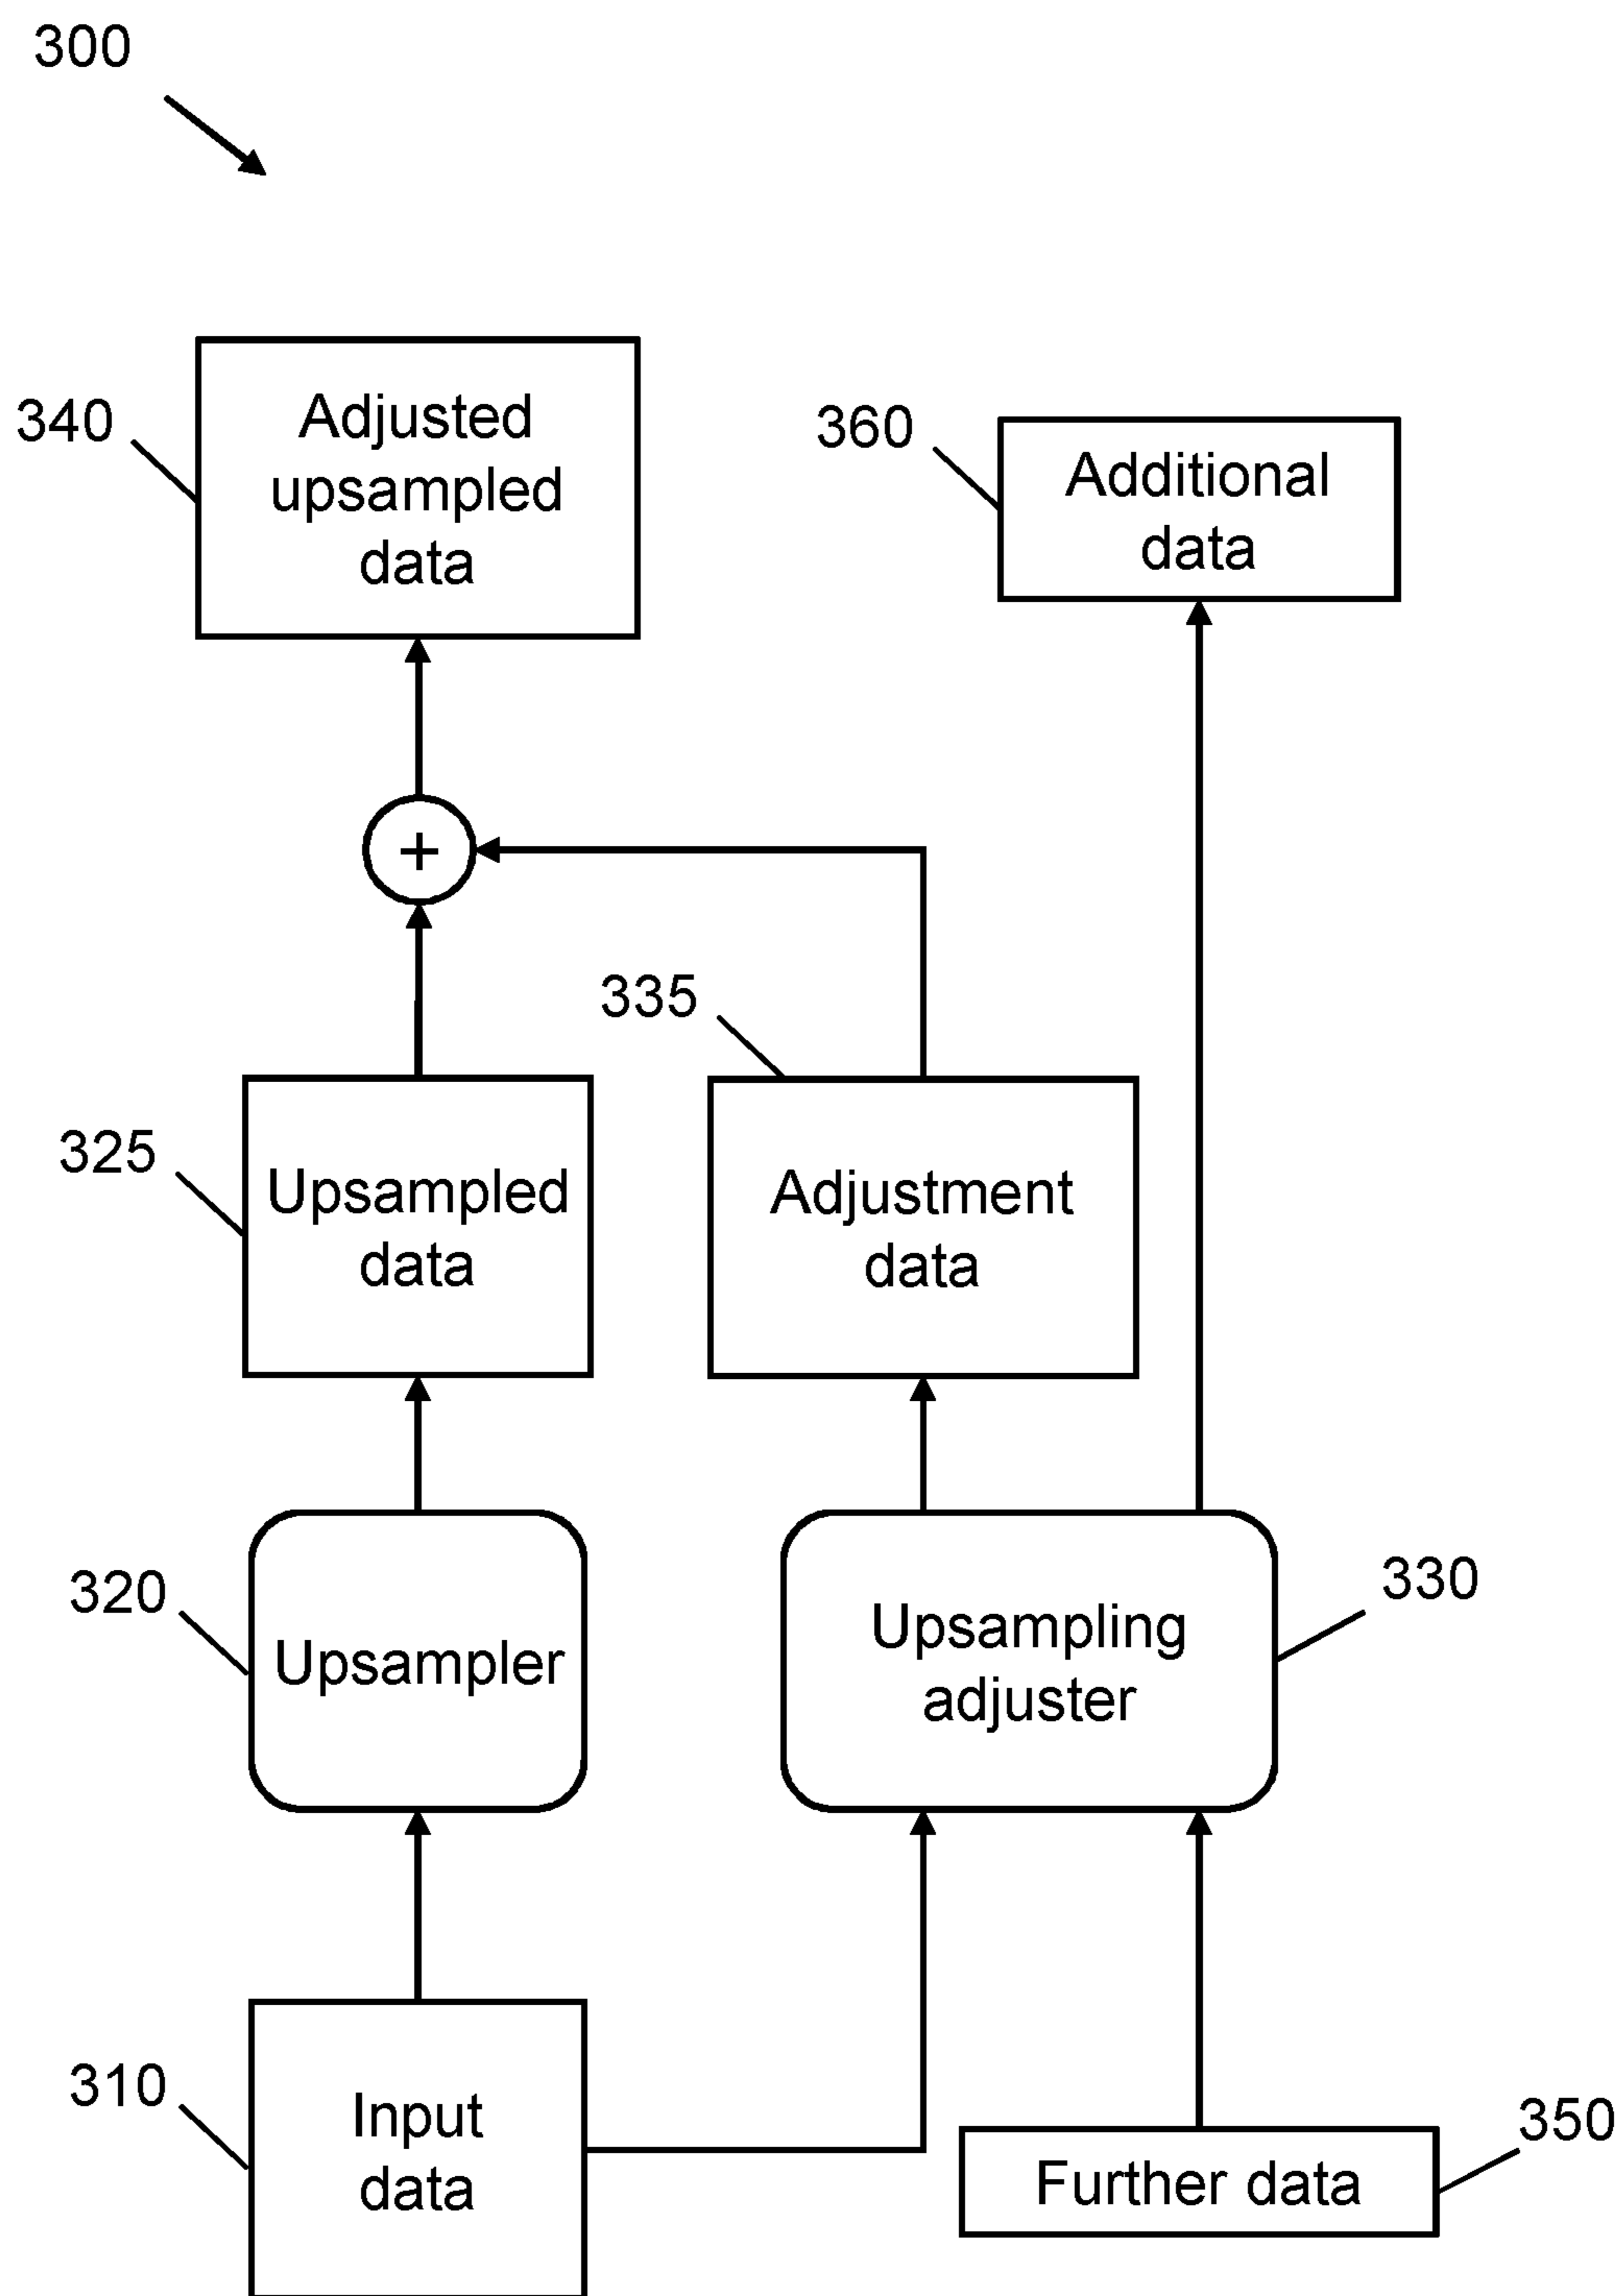 300
340
Adjusted
upsampled
data
360
Additional
data
+
335
325
Upsampled
data
Adjustment
data
320
Upsampler
Upsampling
adjuster
330
310
Input
data
Further data
350